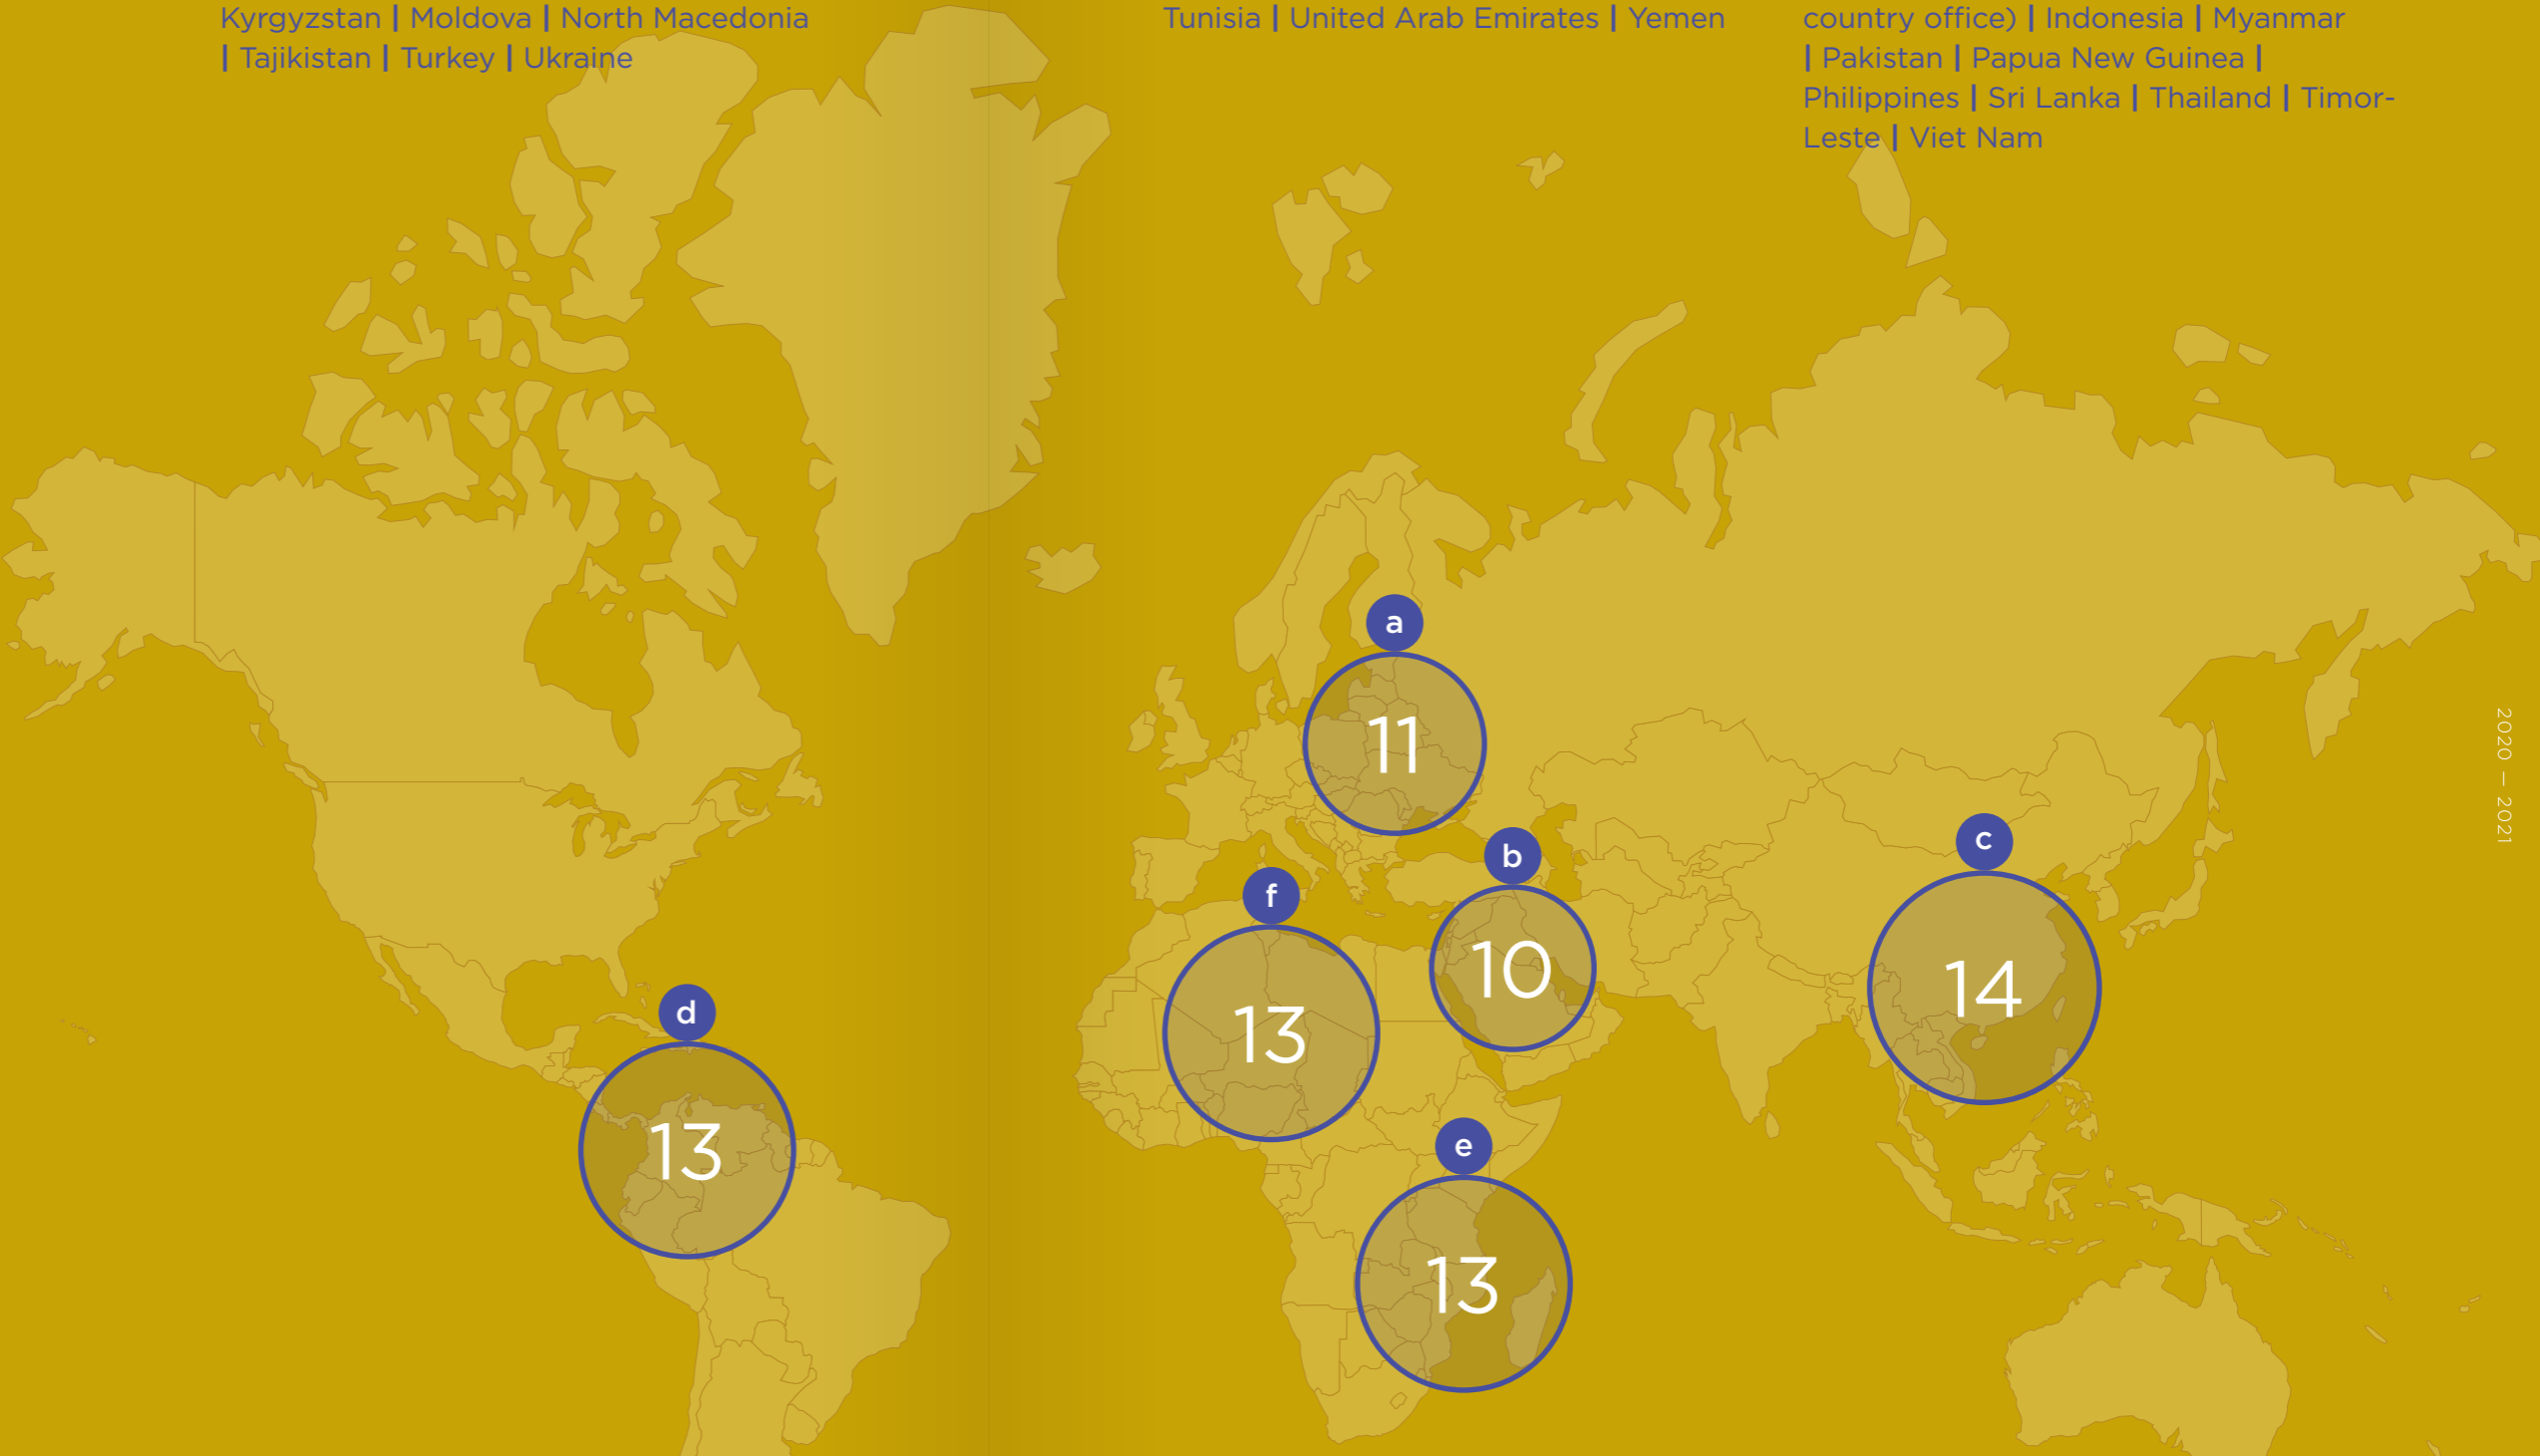 Kyrgyzstan | Moldova | North Macedonia
| Tajikistan | Turkey | Ukraine
Tunisia | United Arab Emirates | Yemen
country office) | Indonesia | Myanmar
| Pakistan | Papua New Guinea |
Philippines | Sri Lanka | Thailand | Timor-
Leste | Viet Nam
a
11
b
10
c
14
f
13
d
13
e
13
2020 — 2021